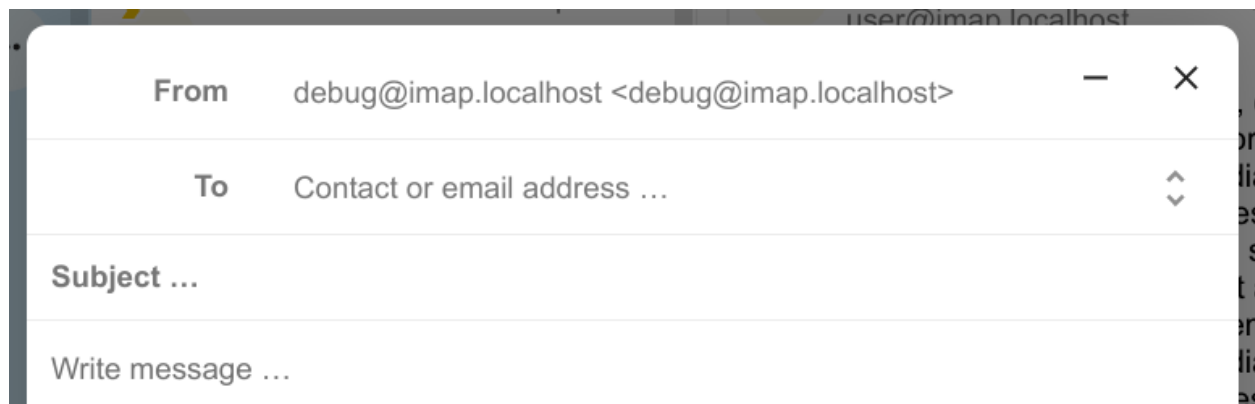 user@imap.localhost
From debug@imap.localhost <debug@imap.localhost>
To Contact or email address …
Subject …
Write message …